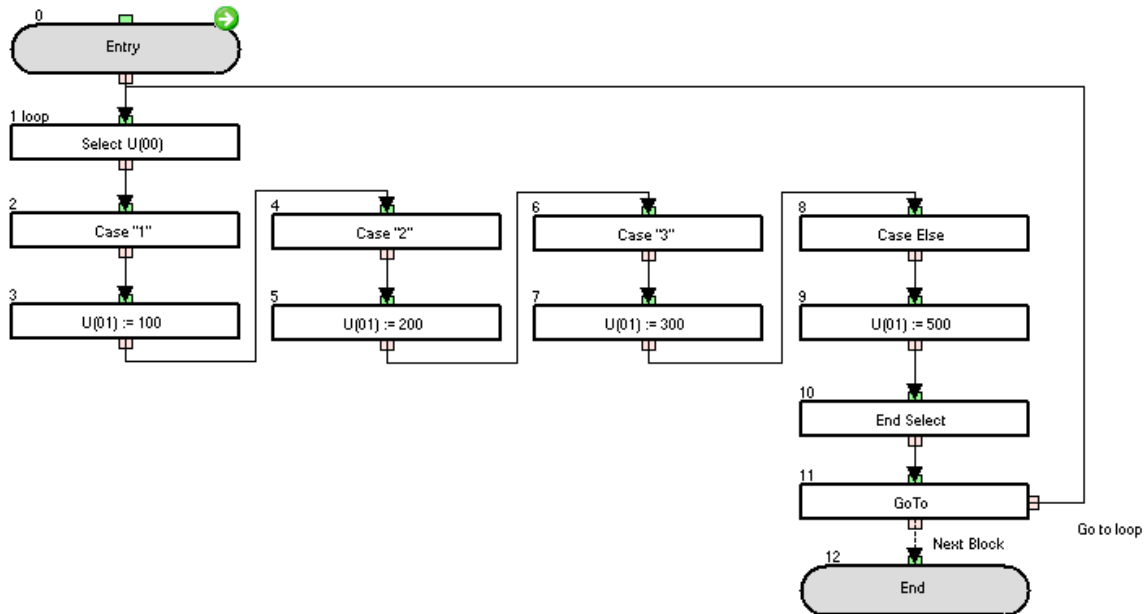 0
Entry
1 loop
Select U(00)
2
Case "1"
3
U(01) := 100
4
Case "2"
5
U(01) := 200
6
Case "3"
7
U(01) := 300
8
Case Else
9
U(01) := 500
10
End Select
11
GoTo
Go to loop
Next Block
12
End